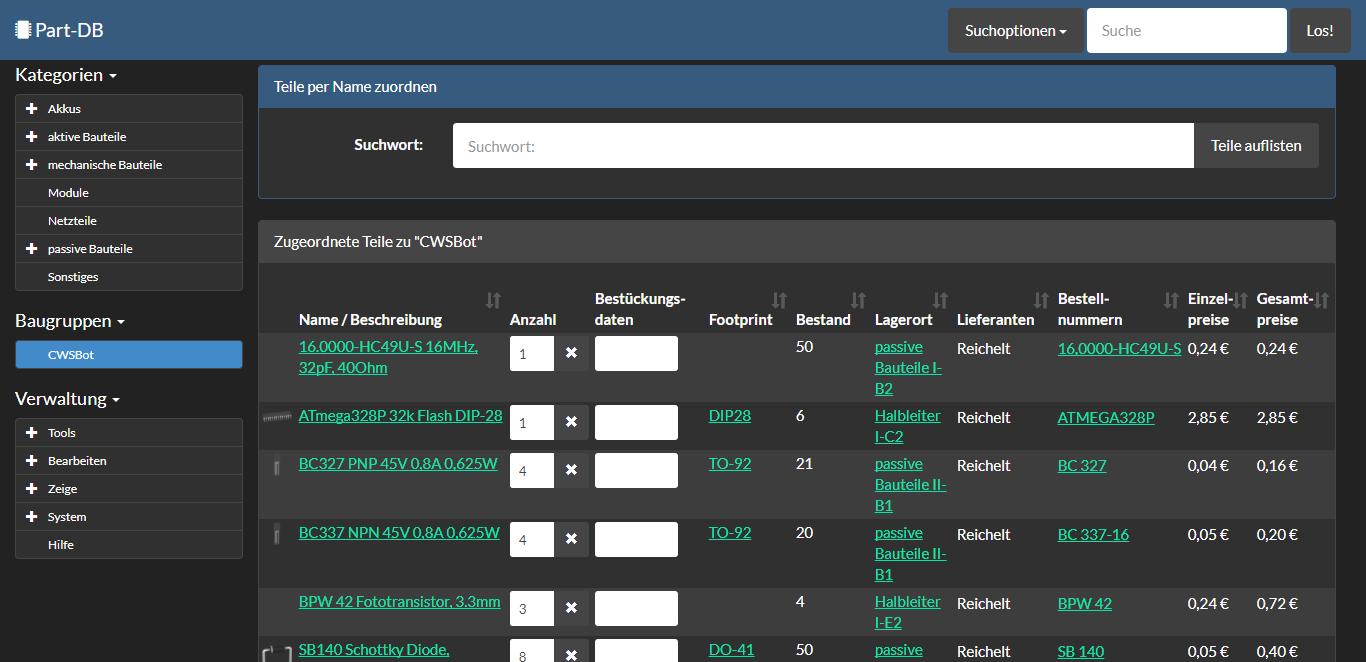 Part-DB
Suchoptionen
Suche
Los!
Kategorien
Akkus
aktive Bauteile
mechanische Bauteile
Module
Netzteile
passive Bauteile
Sonstiges
Baugruppen
CWSBot
Verwaltung
Tools
Bearbeiten
Zeige
System
Hilfe
Teile per Name zuordnen
Suchwort:
Suchwort:
Teile auflisten
Zugeordnete Teile zu "CWSBot"
Name / Beschreibung Anzahl Bestückungs-daten Footprint Bestand Lagerort Lieferanten Bestell-nummern Einzel-preise Gesamt-preise
16.0000-HC49U-S 16MHz, 1 50 passive Reichelt 16,0000-HC49U-S 0,24 € 0,24 €
32pF, 40Ohm Bauteile I-
B2
ATmega328P 32k Flash DIP-28 1 DIP28 6 Halbleiter Reichelt ATMEGA328P 2,85 € 2,85 €
I-C2
BC327 PNP 45V 0,8A 0,625W 4 TO-92 21 passive Reichelt BC 327 0,04 € 0,16 €
Bauteile II-
B1
BC337 NPN 45V 0,8A 0,625W 4 TO-92 20 passive Reichelt BC 337-16 0,05 € 0,20 €
Bauteile II-
B1
BPW 42 Fototransistor, 3.3mm 3 4 Halbleiter Reichelt BPW 42 0,24 € 0,72 €
I-E2
SB140 Schottky Diode, 8 DO-41 50 passive Reichelt SB 140 0,05 € 0,40 €